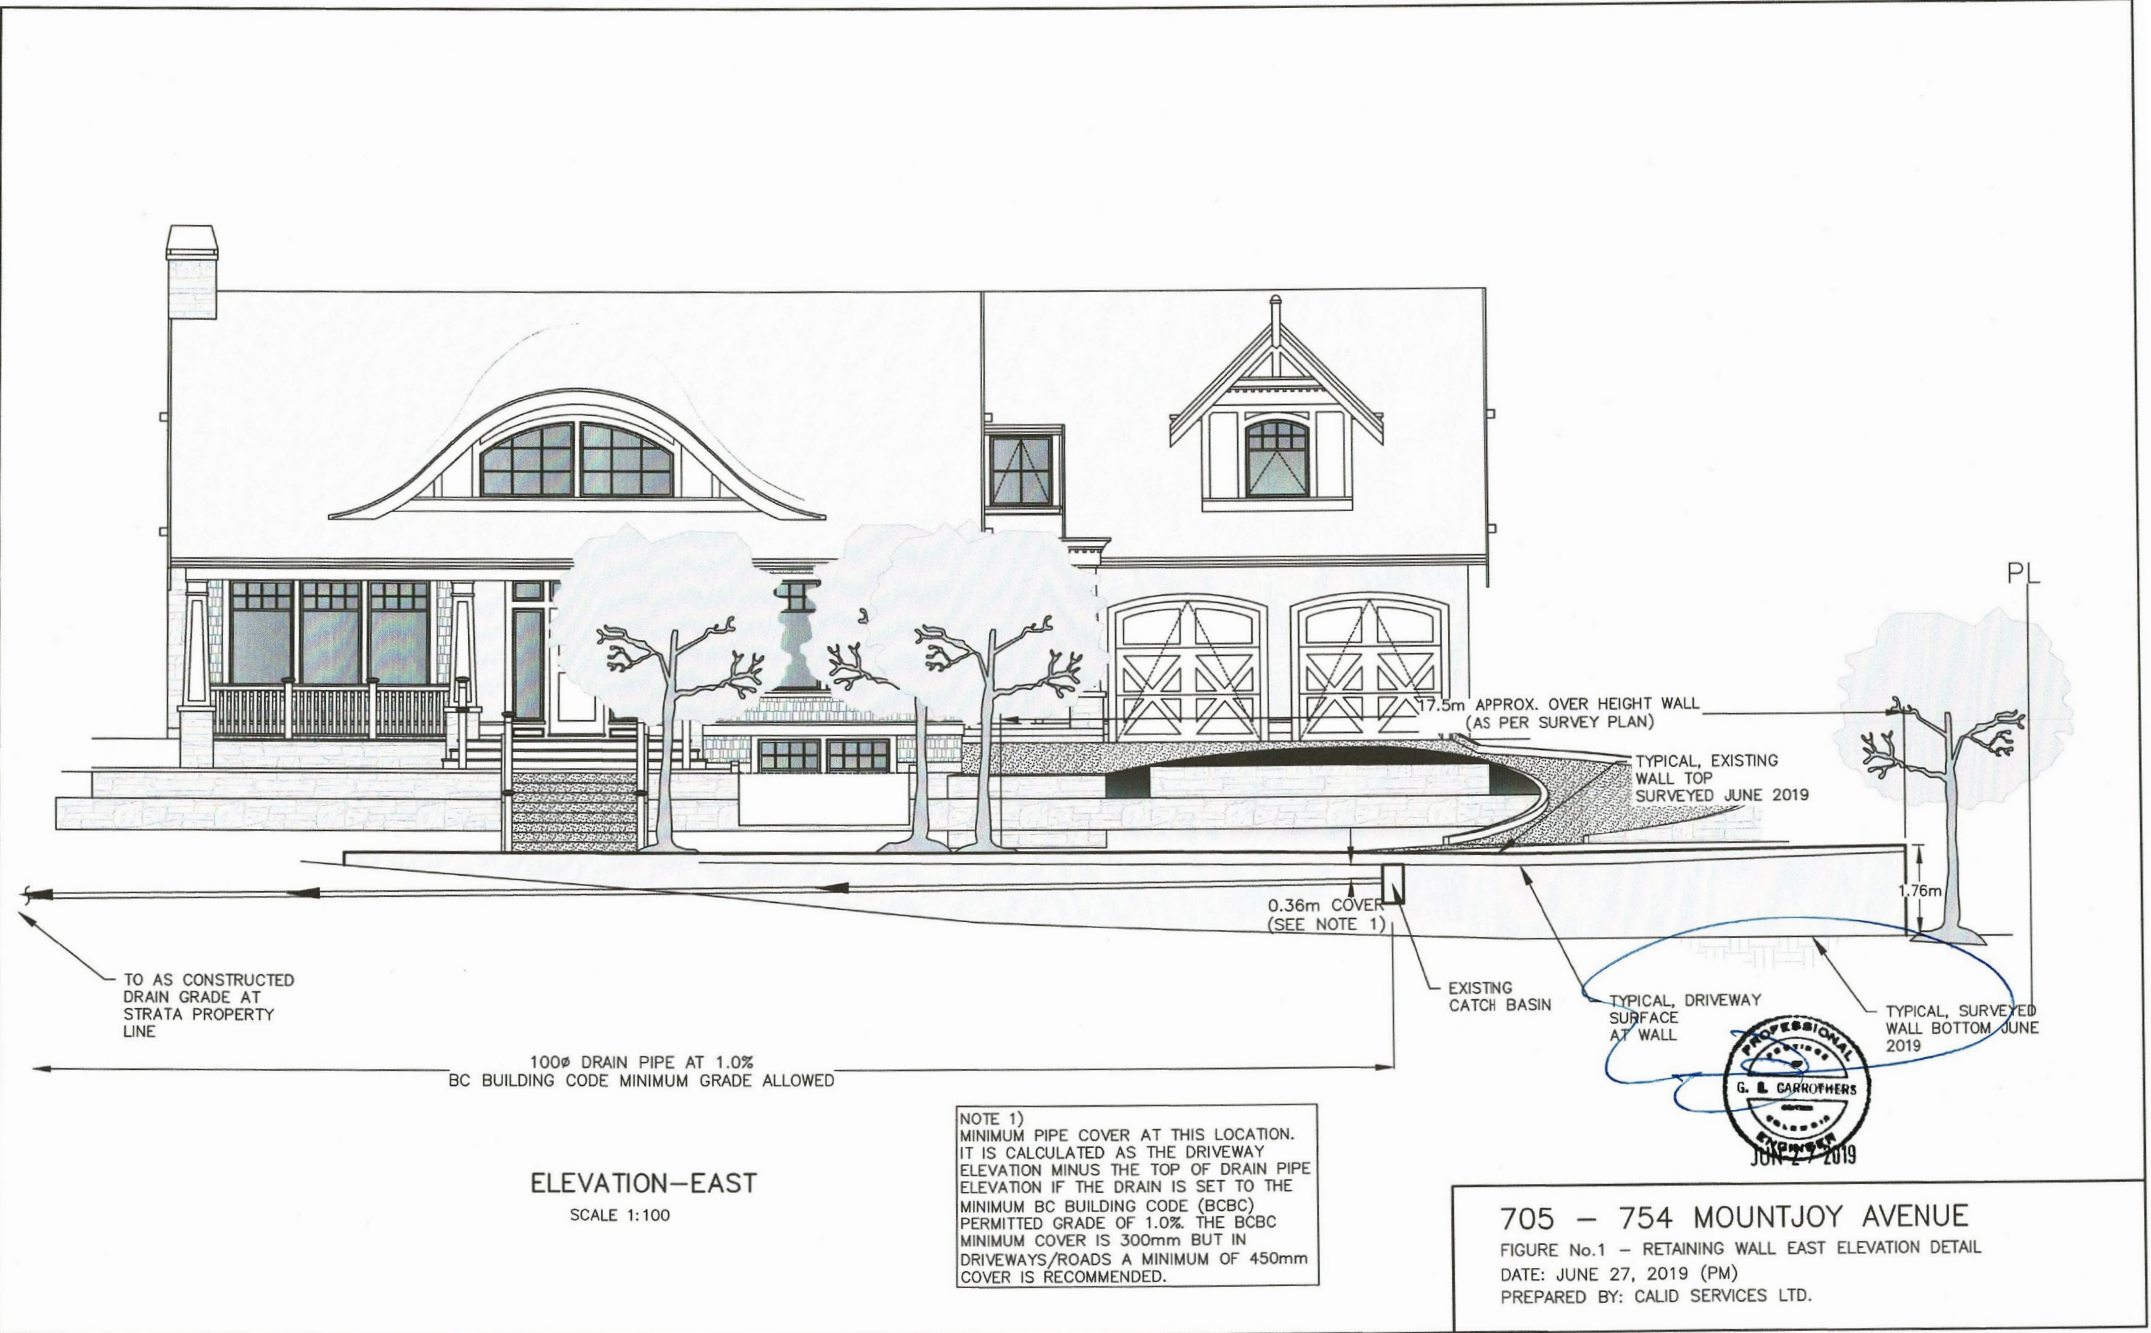 PL
17.5m APPROX. OVER HEIGHT WALL
(AS PER SURVEY PLAN)
TYPICAL, EXISTING
WALL TOP
SURVEYED JUNE 2019
1.76m
0.36m COVER
(SEE NOTE 1)
TO AS CONSTRUCTED
DRAIN GRADE AT
STRATA PROPERTY
LINE
EXISTING
CATCH BASIN
TYPICAL, DRIVEWAY
SURFACE
AT WALL
TYPICAL, SURVEYED
WALL BOTTOM JUNE
2019
100ø DRAIN PIPE AT 1.0%
BC BUILDING CODE MINIMUM GRADE ALLOWED
PROFESSIONAL
OF
G. CARROTHERS
COLUMBIA
ENGINEER
JUN 27 2019
NOTE 1)
MINIMUM PIPE COVER AT THIS LOCATION.
IT IS CALCULATED AS THE DRIVEWAY
ELEVATION MINUS THE TOP OF DRAIN PIPE
ELEVATION IF THE DRAIN IS SET TO THE
MINIMUM BC BUILDING CODE (BCBC)
PERMITTED GRADE OF 1.0%. THE BCBC
MINIMUM COVER IS 300mm BUT IN
DRIVEWAYS/ROADS A MINIMUM OF 450mm
COVER IS RECOMMENDED.
ELEVATION-EAST
SCALE 1:100
705 - 754 MOUNTJOY AVENUE
FIGURE No.1 - RETAINING WALL EAST ELEVATION DETAIL
DATE: JUNE 27, 2019 (PM)
PREPARED BY: CALID SERVICES LTD.